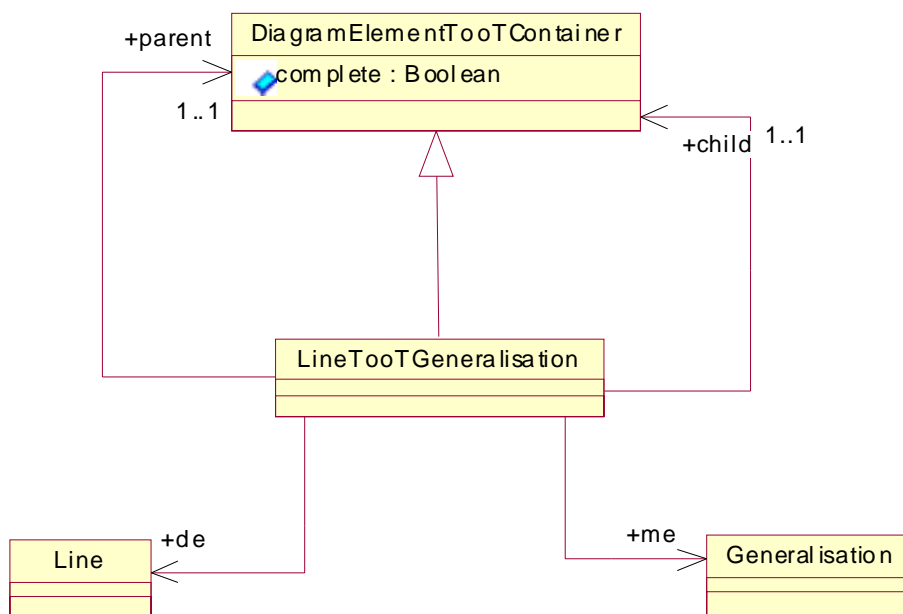 DiagramElementTooTContainer
+parent
complete : Boolean
1..1
+child
1..1
LineTooTGeneralisation
+de
+me
Line
Generalisation